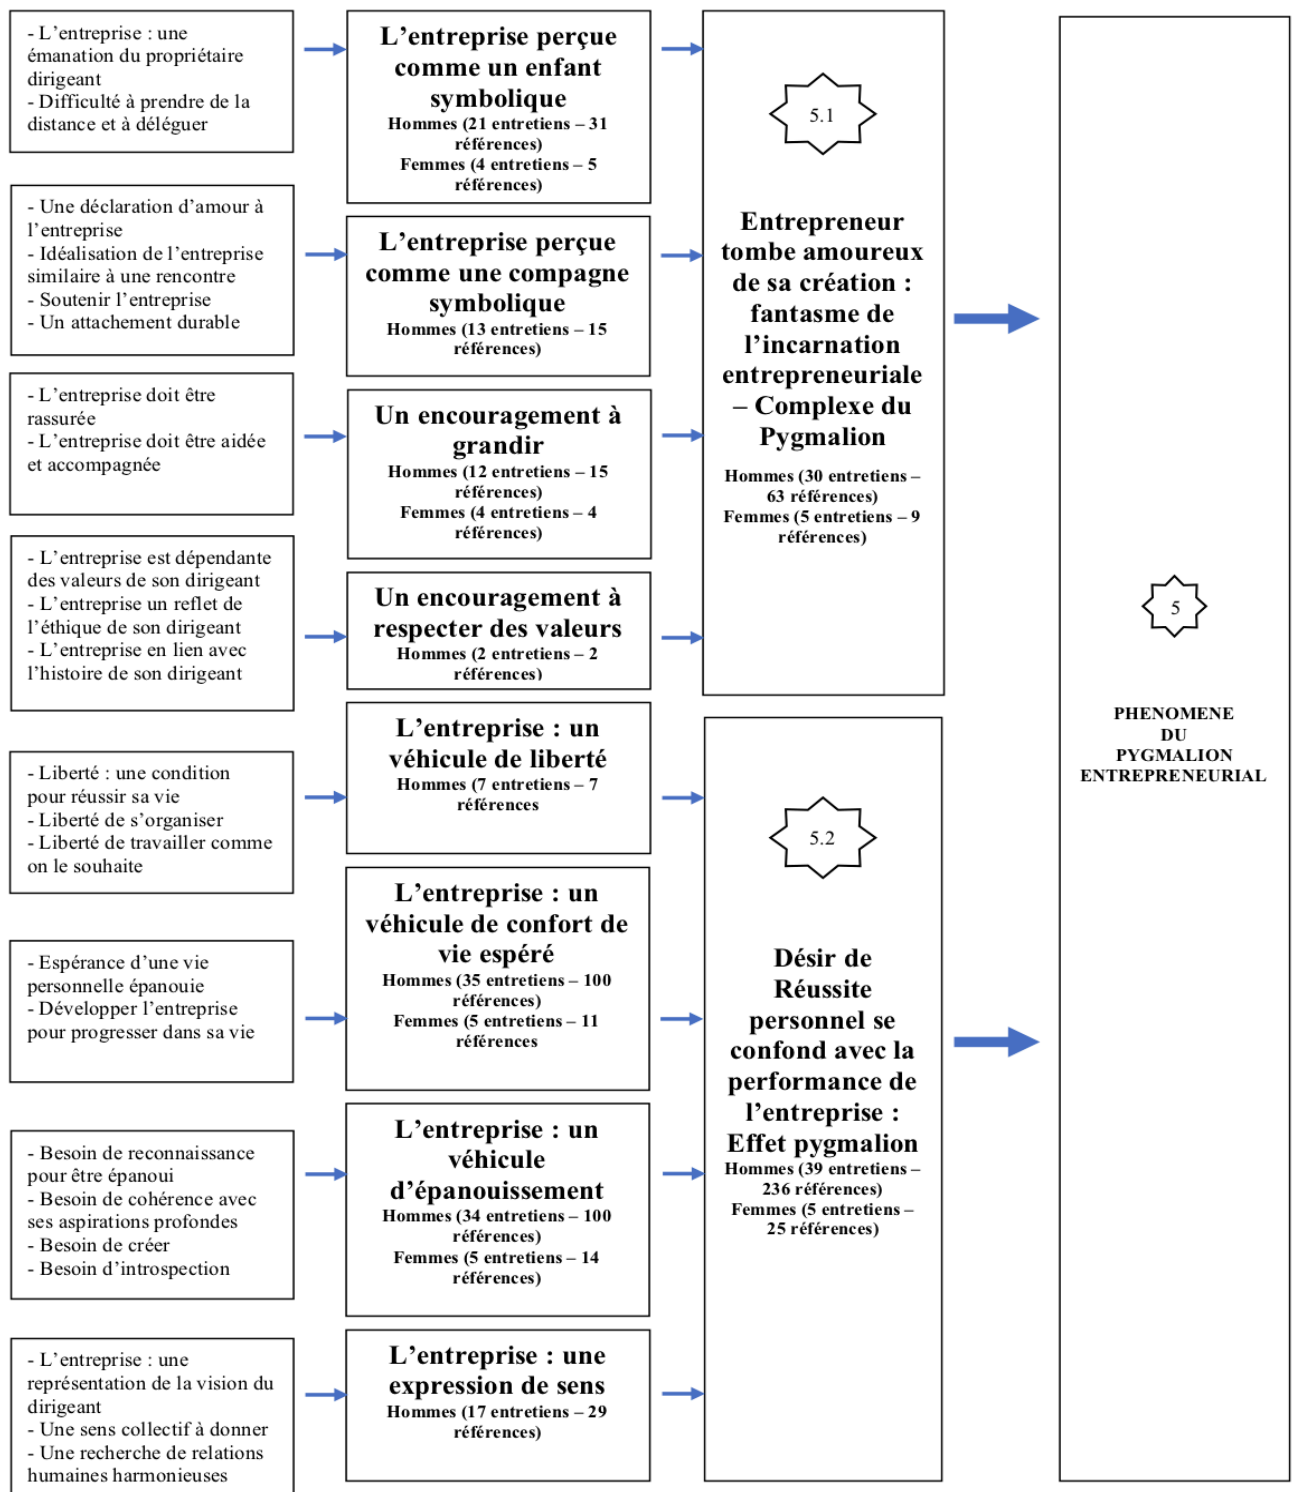 - L’entreprise : une
émanation du propriétaire
dirigeant
- Difficulté à prendre de la
distance et à déléguer
- Une déclaration d’amour à
l’entreprise
- Idéalisation de l’entreprise
similaire à une rencontre
- Soutenir l’entreprise
- Un attachement durable
- L’entreprise doit être
rassurée
- L’entreprise doit être aidée
et accompagnée
- L’entreprise est dépendante
des valeurs de son dirigeant
- L’entreprise un reflet de
l’éthique de son dirigeant
- L’entreprise en lien avec
l’histoire de son dirigeant
- Liberté : une condition
pour réussir sa vie
- Liberté de s’organiser
- Liberté de travailler comme
on le souhaite
- Espérance d’une vie
personnelle épanouie
- Développer l’entreprise
pour progresser dans sa vie
- Besoin de reconnaissance
pour être épanoui
- Besoin de cohérence avec
ses aspirations profondes
- Besoin de créer
- Besoin d’introspection
- L’entreprise : une
représentation de la vision du
dirigeant
- Une sens collectif à donner
- Une recherche de relations
humaines harmonieuses
L’entreprise perçue
comme un enfant
symbolique
Hommes (21 entretiens – 31
références)
Femmes (4 entretiens – 5
références)
L’entreprise perçue
comme une compagne
symbolique
Hommes (13 entretiens – 15
références)
Un encouragement à
grandir
Hommes (12 entretiens – 15
références)
Femmes (4 entretiens – 4
références)
Un encouragement à
respecter des valeurs
Hommes (2 entretiens – 2
références)
L’entreprise : un
véhicule de liberté
Hommes (7 entretiens – 7
références
L’entreprise : un
véhicule de confort de
vie espéré
Hommes (35 entretiens – 100
références)
Femmes (5 entretiens – 11
références
L’entreprise : un
véhicule
d’épanouissement
Hommes (34 entretiens – 100
références)
Femmes (5 entretiens – 14
références)
L’entreprise : une
expression de sens
Hommes (17 entretiens – 29
références)
5.1
Entrepreneur
tombe amoureux
de sa création :
fantasme de
l’incarnation
entrepreneuriale
– Complexe du
Pygmalion
Hommes (30 entretiens –
63 références)
Femmes (5 entretiens – 9
références)
5.2
Désir de
Réussite
personnel se
confond avec la
performance de
l’entreprise :
Effet pygmalion
Hommes (39 entretiens –
236 références)
Femmes (5 entretiens –
25 références)
5
PHENOMENE
DU
PYGMALION
ENTREPRENEURIAL